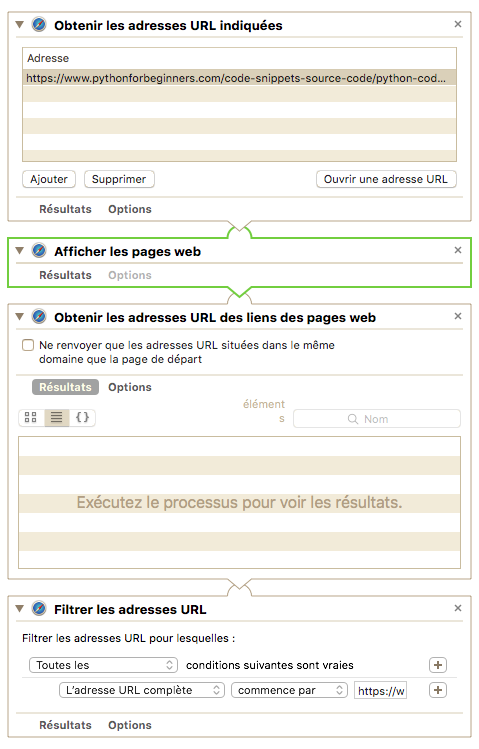 Obtenir les adresses URL indiquées
Adresse
https://www.pythonforbeginners.com/code-snippets-source-code/python-cod...
Ajouter Supprimer Ouvrir une adresse URL
Résultats Options
Afficher les pages web
Résultats Options
Obtenir les adresses URL des liens des pages web
Ne renvoyer que les adresses URL situées dans le même
domaine que la page de départ
Résultats Options
élément
s
Nom
Exécutez le processus pour voir les résultats.
Filtrer les adresses URL
Filtrer les adresses URL pour lesquelles :
Toutes les conditions suivantes sont vraies
L'adresse URL complète commence par https://w
Résultats Options